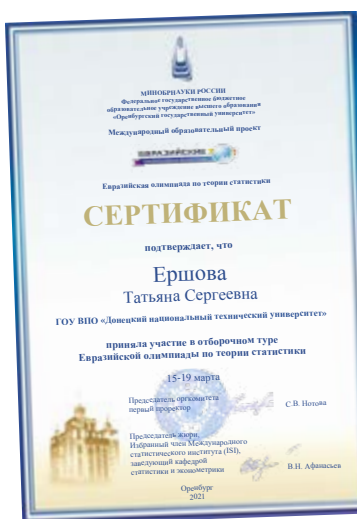 МИНОБРНАУКИ РОССИИ
Федеральное государственное бюджетное
образовательное учреждение высшего образования
«Оренбургский государственный университет»
Международный образовательный проект
ЕВРАЗИЙСКИЕ
Евразийская олимпиада по теории статистики
СЕРТИФИКАТ
подтверждает, что
Ершова
Татьяна Сергеевна
ГОУ ВПО «Донецкий национальный технический университет»
приняла участие в отборочном туре
Евразийской олимпиады по теории статистики
15-19 марта
Председатель оргкомитета
первый проректор
С.В. Нотова
Председатель жюри,
Избранный член Международного
статистического института (ISI),
заведующий кафедрой
статистики и эконометрики
В.Н. Афанасьев
Оренбург
2021